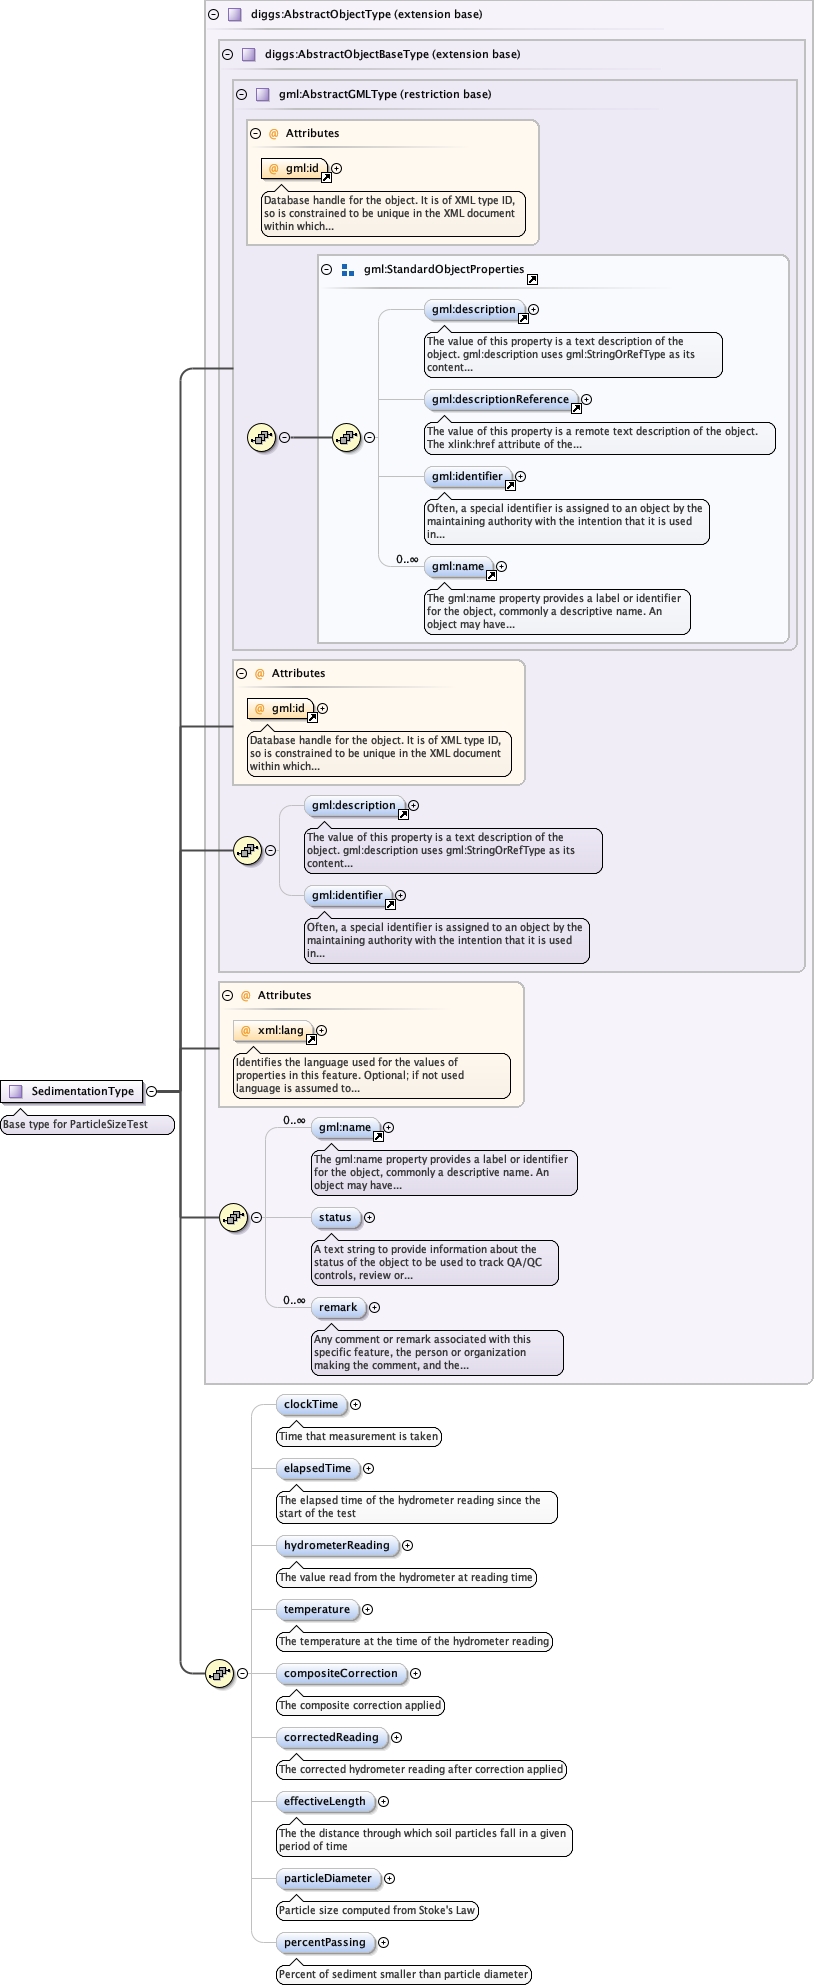 diggs:AbstractObjectType (extension base)
diggs:AbstractObjectBaseType (extension base)
gml:AbstractGMLType (restriction base)
@ Attributes
@ gml:id
Database handle for the object. It is of XML type ID,
so is constrained to be unique in the XML document
within which...
gml:StandardObjectProperties
gml:description
The value of this property is a text description of the
object. gml:description uses gml:StringOrRefType as its
content...
gml:descriptionReference
The value of this property is a remote text description of the object.
The xlink:href attribute of the...
gml:identifier
Often, a special identifier is assigned to an object by the
maintaining authority with the intention that it is used
in...
0..∞
gml:name
The gml:name property provides a label or identifier
for the object, commonly a descriptive name. An
object may have...
@ Attributes
@ gml:id
Database handle for the object. It is of XML type ID,
so is constrained to be unique in the XML document
within which...
gml:description
The value of this property is a text description of the
object. gml:description uses gml:StringOrRefType as its
content...
gml:identifier
Often, a special identifier is assigned to an object by the
maintaining authority with the intention that it is used
in...
@ Attributes
@ xml:lang
Identifies the language used for the values of
properties in this feature. Optional; if not used
language is assumed to...
SedimentationType
Base type for ParticleSizeTest
0..∞
gml:name
The gml:name property provides a label or identifier
for the object, commonly a descriptive name. An
object may have...
status
A text string to provide information about the
status of the object to be used to track QA/QC
controls, review or...
0..∞
remark
Any comment or remark associated with this
specific feature, the person or organization
making the comment, and the...
clockTime
Time that measurement is taken
elapsedTime
The elapsed time of the hydrometer reading since the
start of the test
hydrometerReading
The value read from the hydrometer at reading time
temperature
The temperature at the time of the hydrometer reading
compositeCorrection
The composite correction applied
correctedReading
The corrected hydrometer reading after correction applied
effectiveLength
The the distance through which soil particles fall in a given
period of time
particleDiameter
Particle size computed from Stoke's Law
percentPassing
Percent of sediment smaller than particle diameter